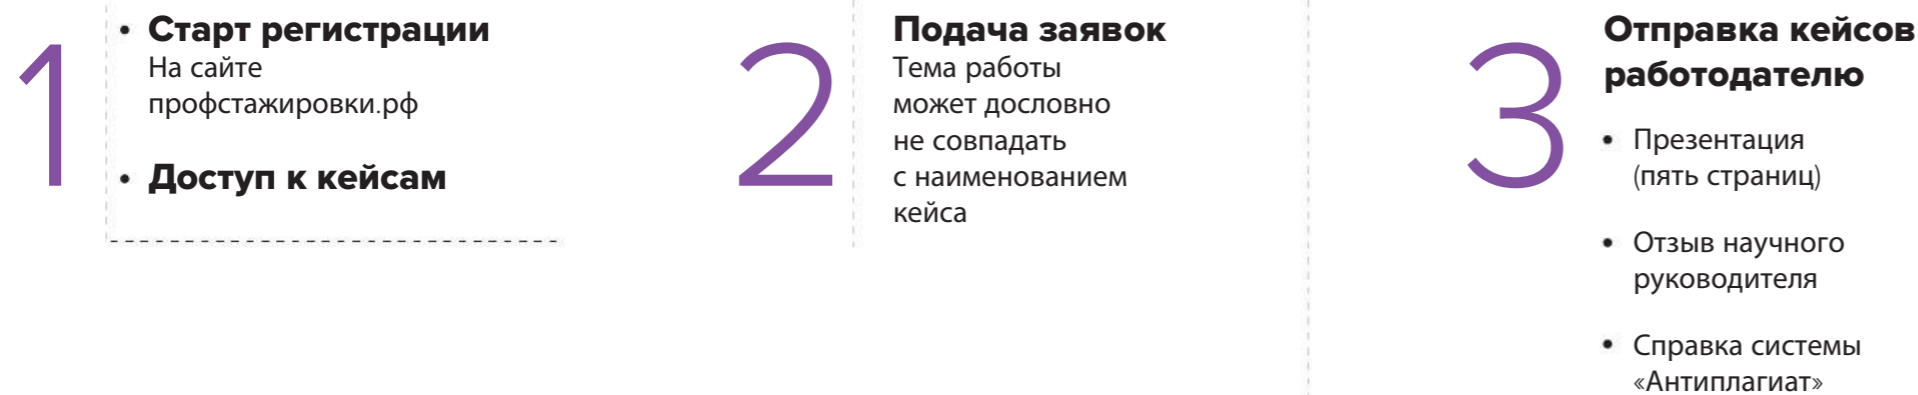 1
• Старт регистрации
На сайте
профстажировки.рф
• Доступ к кейсам
2
Подача заявок
Тема работы
может дословно
не совпадать
с наименованием
кейса
3
Отправка кейсов
работодателю
• Презентация
(пять страниц)
• Отзыв научного
руководителя
• Справка системы
«Антиплагиат»